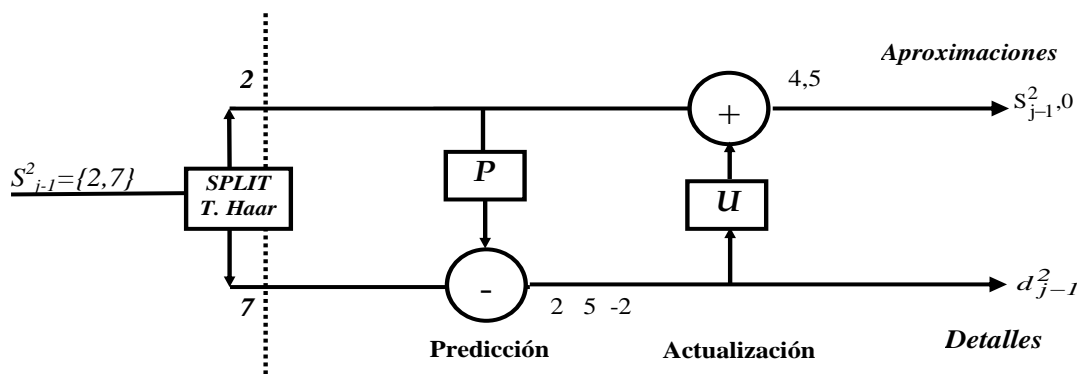 Aproximaciones
2
4,5
S²ⱼ₋₁,0
+
P
S²ⱼ₋₁={2,7}
SPLIT
T. Haar
U
-
d²ⱼ₋₁
7
2 5 -2
Predicción
Actualización
Detalles